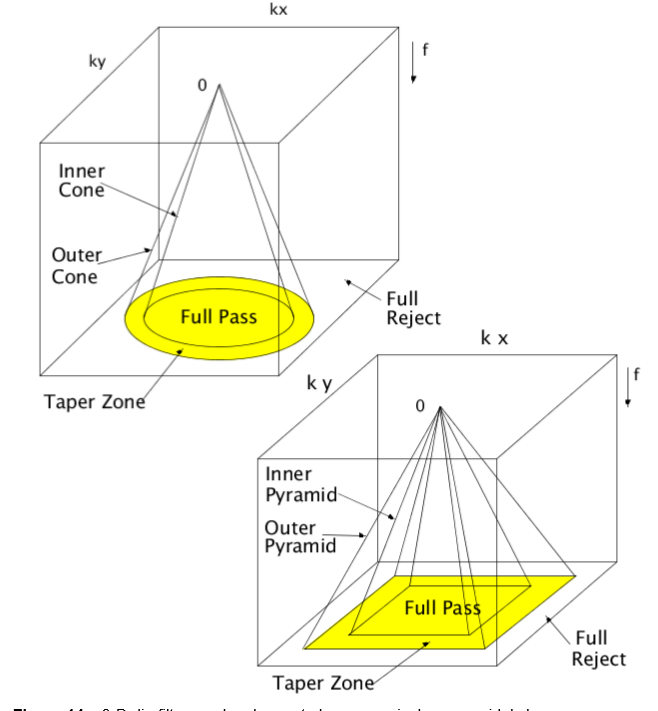 kx
ky
f
0
Inner
Cone
Outer
Cone
Full Pass
Full
Reject
Taper Zone
k x
k y
f
0
Inner
Pyramid
Outer
Pyramid
Full Pass
Full
Reject
Taper Zone